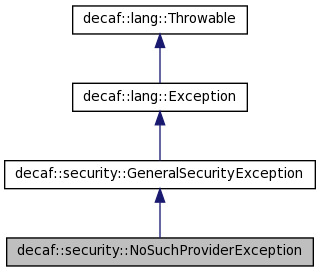 decaf::lang::Throwable
decaf::lang::Exception
decaf::security::GeneralSecurityException
decaf::security::NoSuchProviderException